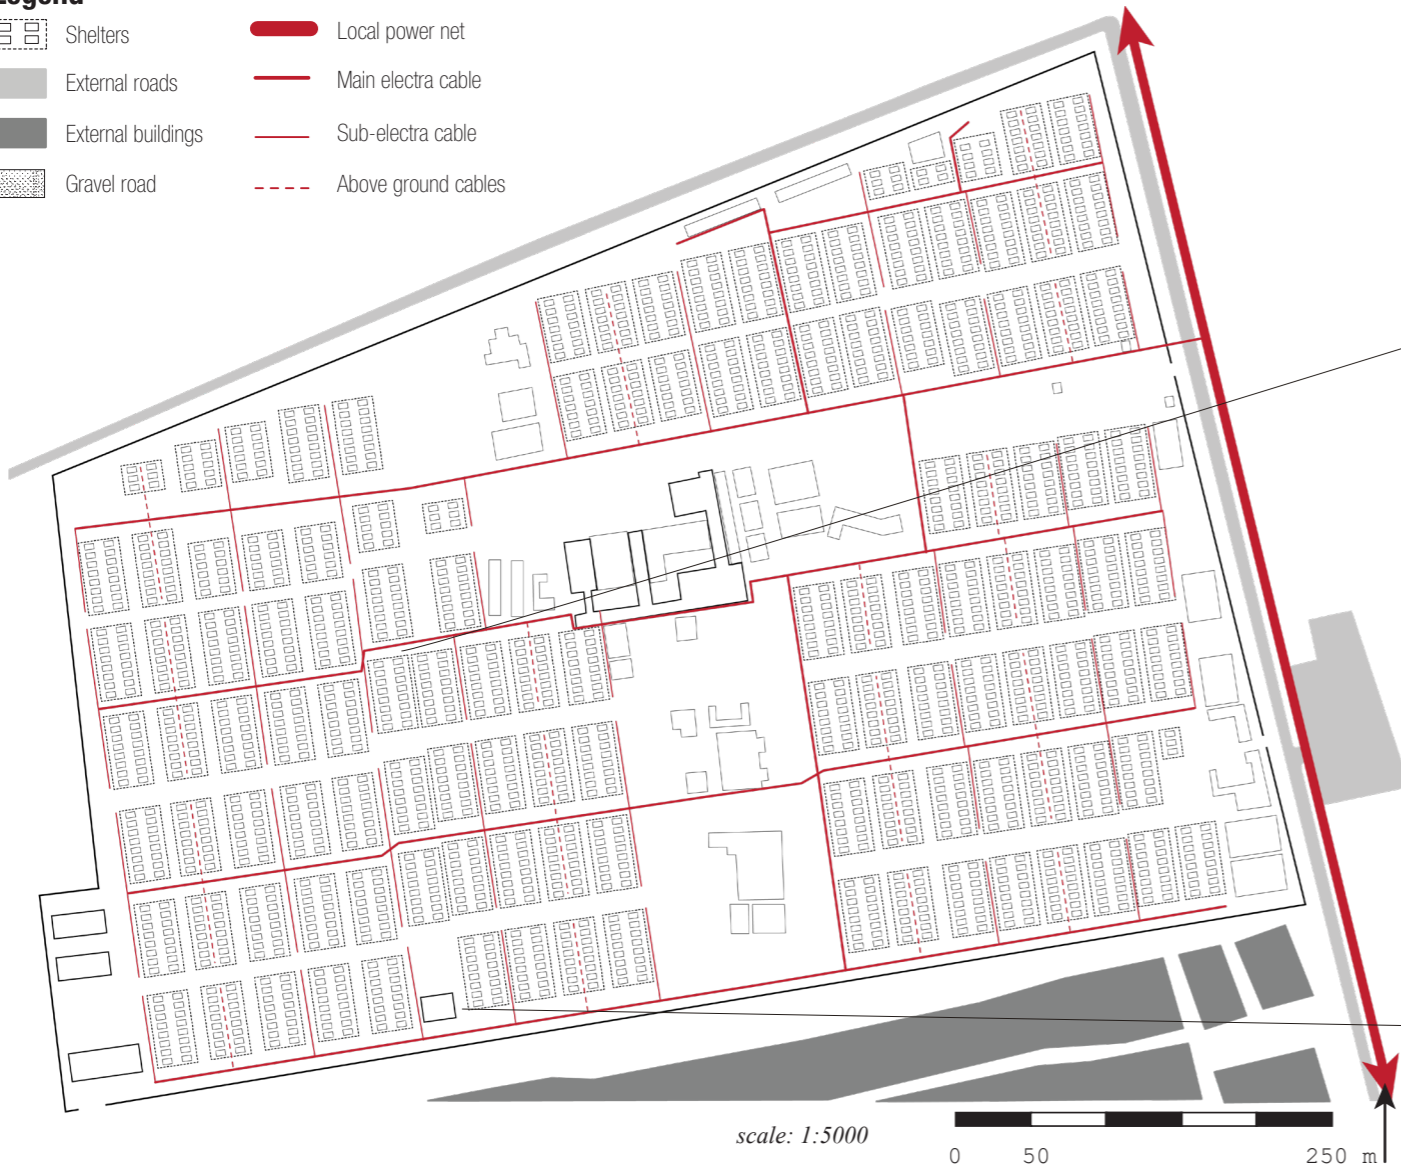 Legend
Shelters
Local power net
External roads
Main electra cable
External buildings
Sub-electra cable
Gravel road
Above ground cables
scale: 1:5000
0 50 250 m